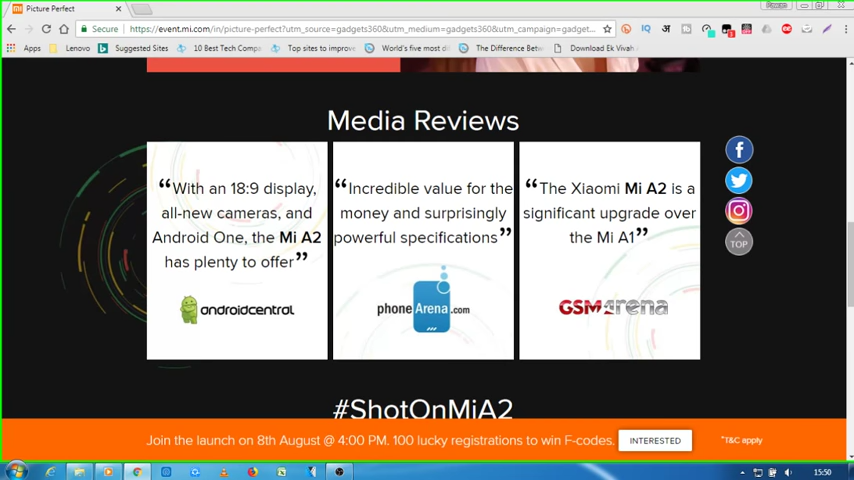 Picture Perfect
Pawan
Secure
https://event.mi.com/in/picture-perfect?utm_source=gadgets360&utm_medium=gadgets360&utm_campaign=gadget...
Apps
Lenovo
Suggested Sites
10 Best Tech Comp
Top sites to improve
World's five most di
The Difference Betw
Download Ek Vivah
Media Reviews
“With an 18:9 display,
all-new cameras, and
Android One, the Mi A2
has plenty to offer”
androidcentral
“Incredible value for the
money and surprisingly
powerful specifications”
phoneArena.com
“The Xiaomi Mi A2 is a
significant upgrade over
the Mi A1”
GSMArena
TOP
#ShotOnMiA2
Join the launch on 8th August @ 4:00 PM. 100 lucky registrations to win F-codes.
INTERESTED
*T&C apply
15:50